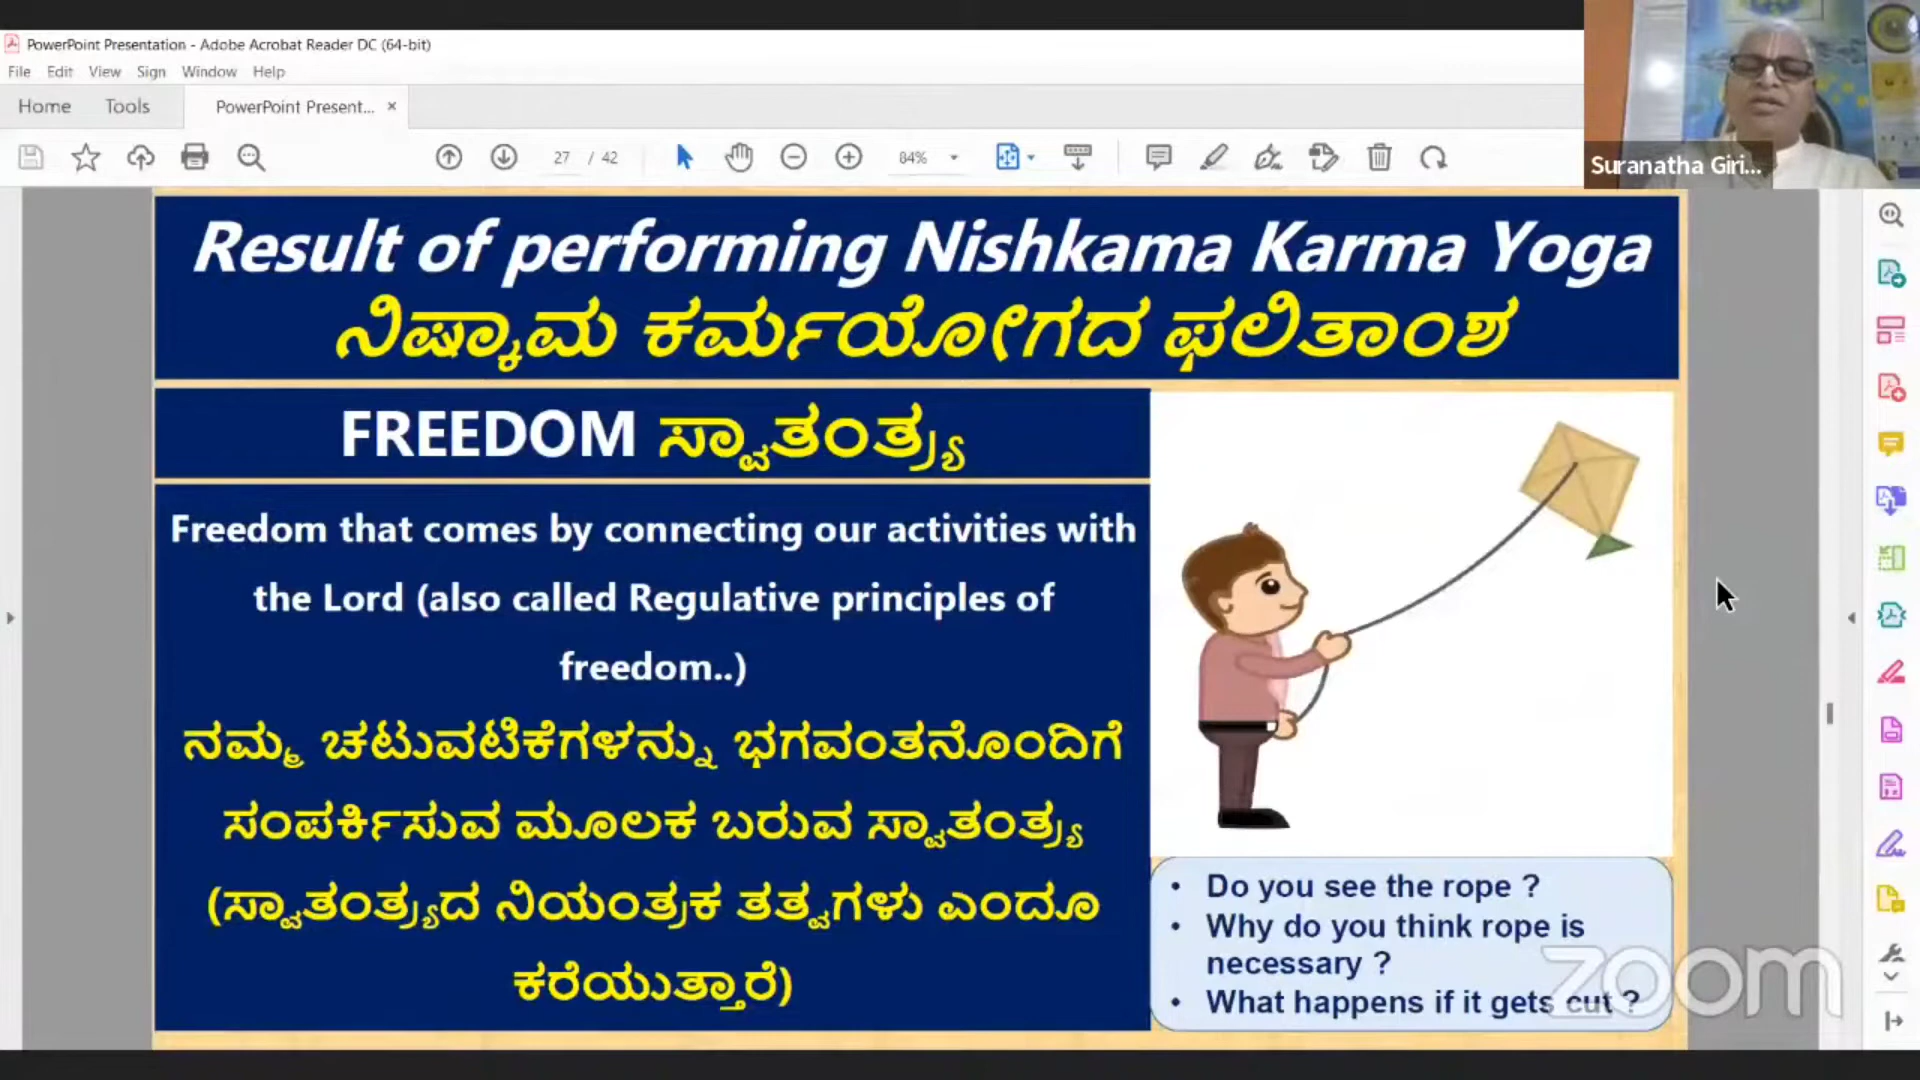 PowerPoint Presentation - Adobe Acrobat Reader DC (64-bit)
File Edit View Sign Window Help
Home Tools PowerPoint Present... ×
27 / 42 84%
Suranatha Giri...
Result of performing Nishkama Karma Yoga
ನಿಷ್ಕಾಮ ಕರ್ಮಯೋಗದ ಫಲಿತಾಂಶ
FREEDOM ಸ್ವಾತಂತ್ರ್ಯ
Freedom that comes by connecting our activities with
the Lord (also called Regulative principles of
freedom..)
ನಮ್ಮ ಚಟುವಟಿಕೆಗಳನ್ನು ಭಗವಂತನೊಂದಿಗೆ
ಸಂಪರ್ಕಿಸುವ ಮೂಲಕ ಬರುವ ಸ್ವಾತಂತ್ರ್ಯ
(ಸ್ವಾತಂತ್ರ್ಯದ ನಿಯಂತ್ರಕ ತತ್ವಗಳು ಎಂದೂ
ಕರೆಯುತ್ತಾರೆ)
• Do you see the rope ?
• Why do you think rope is
necessary ?
• What happens if it gets cut ?
zoom